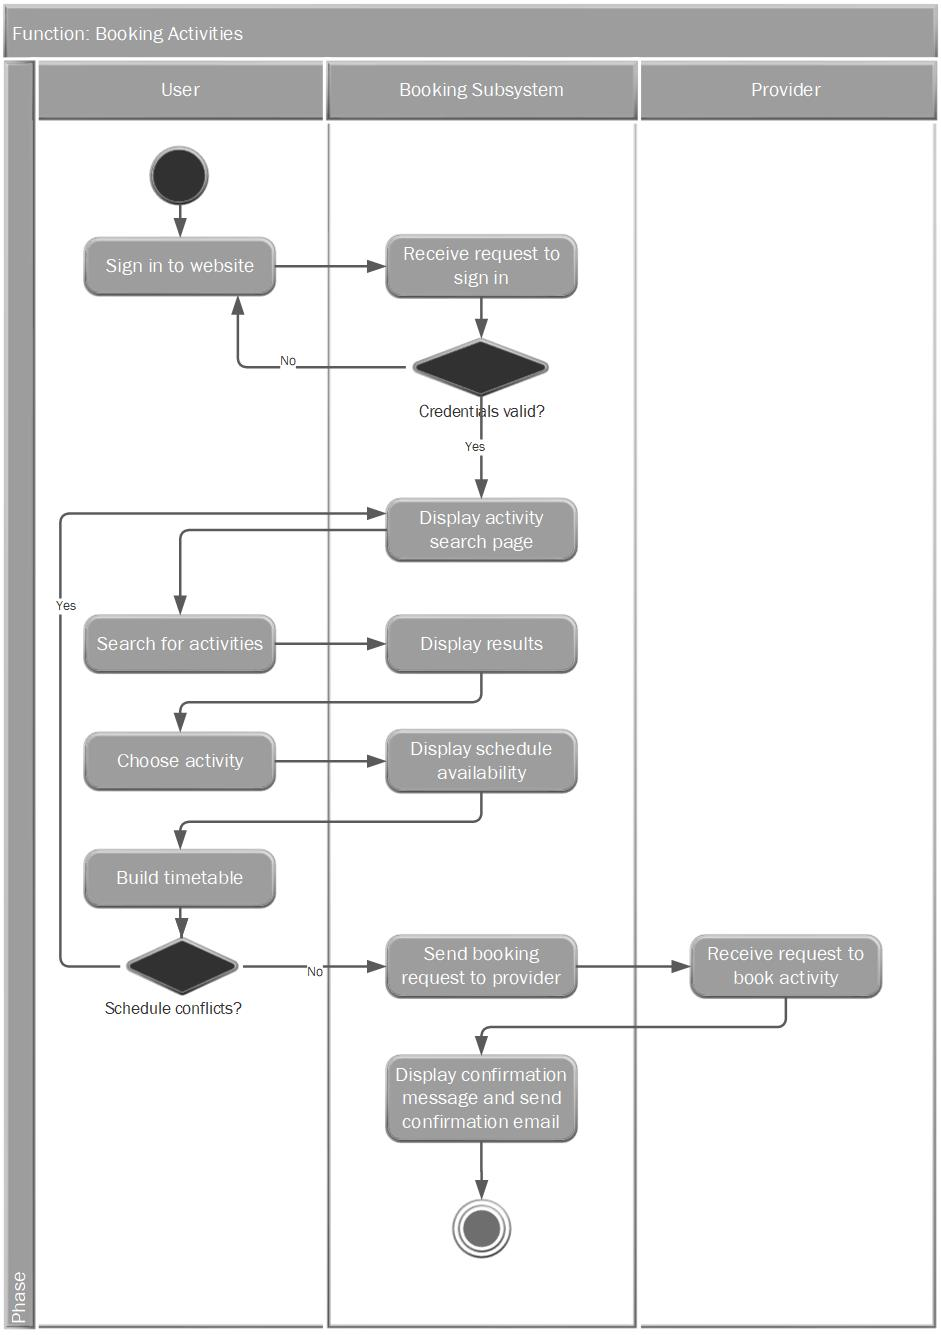 Function: Booking Activities
User
Booking Subsystem
Provider
Sign in to website
Receive request to
sign in
No
Credentials valid?
Yes
Display activity
search page
Yes
Search for activities
Display results
Choose activity
Display schedule
availability
Build timetable
Send booking
request to provider
Receive request to
book activity
No
Schedule conflicts?
Display confirmation
message and send
confirmation email
Phase